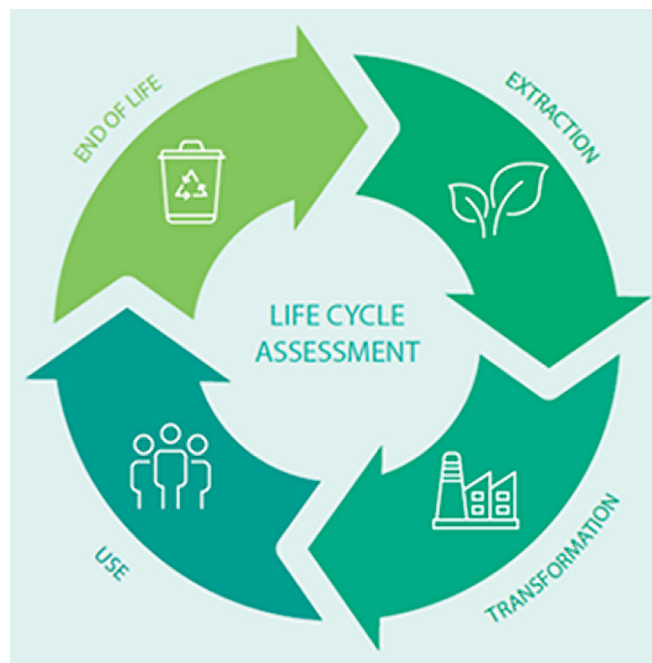 END OF LIFE
EXTRACTION
LIFE CYCLE
ASSESSMENT
USE
TRANSFORMATION